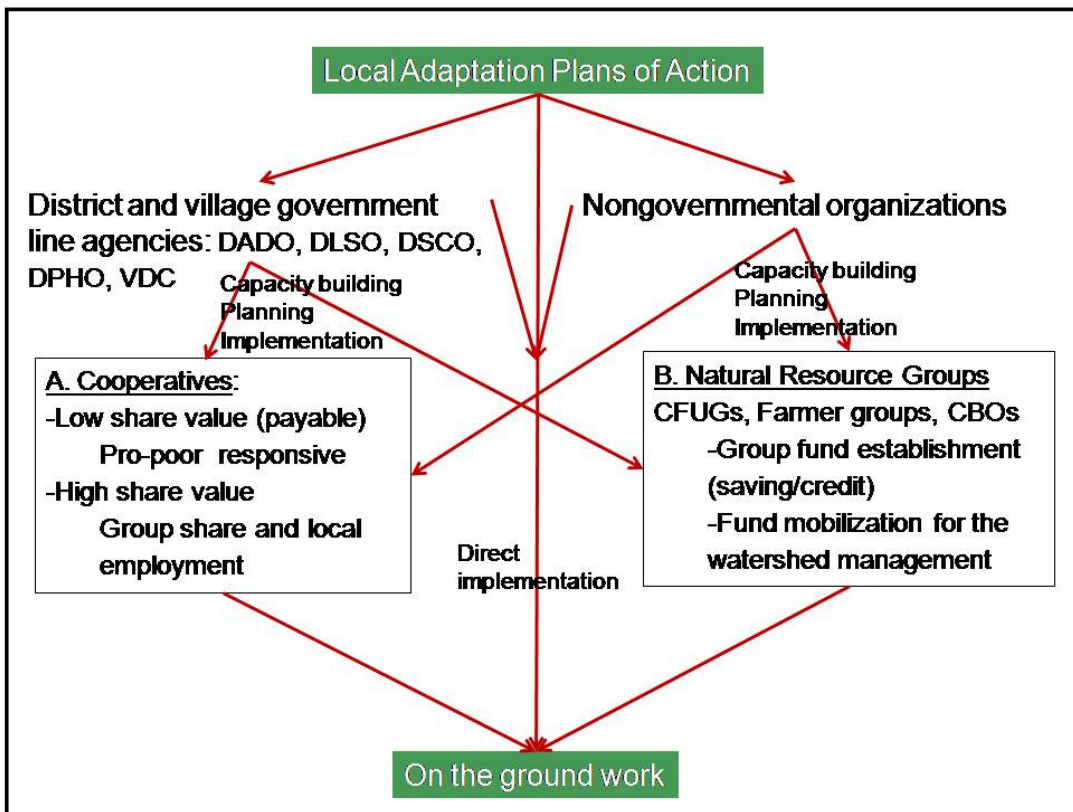 Local Adaptation Plans of Action
District and village government
line agencies: DADO, DLSO, DSCO,
DPHO, VDC
Capacity building
Planning
Implementation
Nongovernmental organizations
Capacity building
Planning
Implementation
A. Cooperatives:
-Low share value (payable)
Pro-poor responsive
-High share value
Group share and local
employment
B. Natural Resource Groups
CFUGs, Farmer groups, CBOs
-Group fund establishment
(saving/credit)
-Fund mobilization for the
watershed management
Direct
implementation
On the ground work